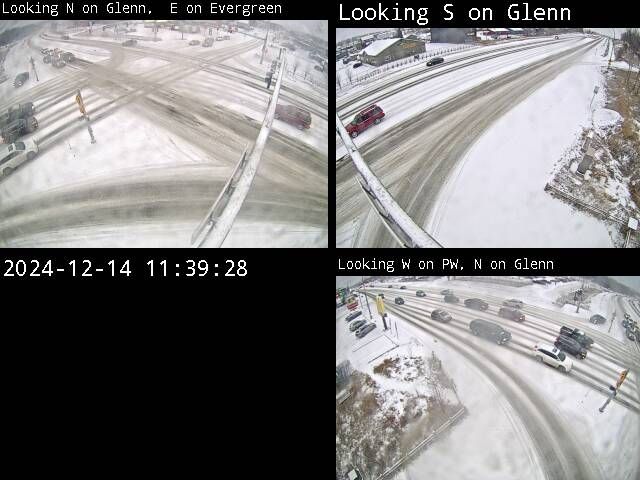 Looking N on Glenn,  E on Evergreen
Looking S on Glenn
2024-12-14 11:39:28
Looking W on PW, N on Glenn